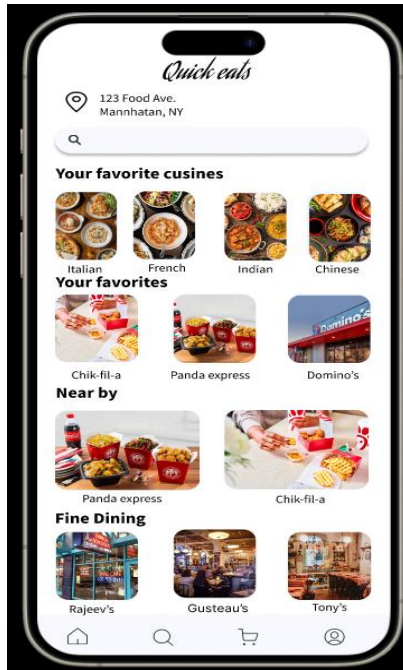 Quick eats
123 Food Ave.
Mannhatan, NY
Your favorite cusines
Italian French Indian Chinese
Your favorites
Domino's
Chik-fil-a Panda express Domino's
Near by
Panda express Chik-fil-a
Fine Dining
Rajeev's Gusteau's Tony's